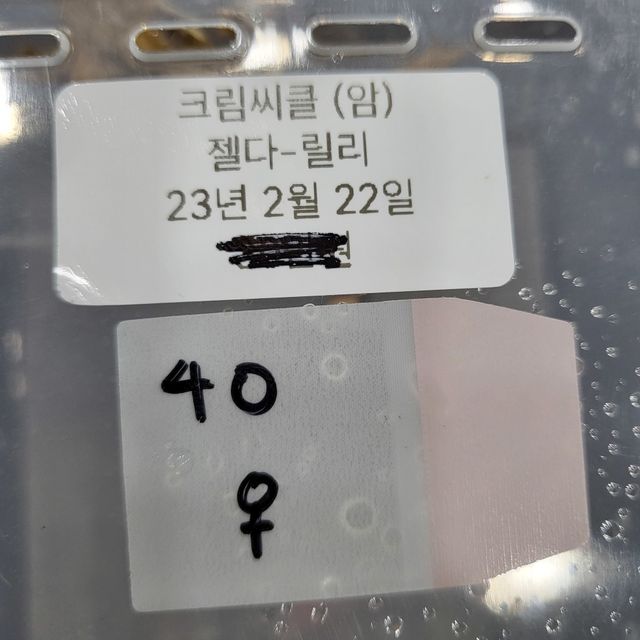 크림씨클 (암)
젤다-릴리
23년 2월 22일
40
♀